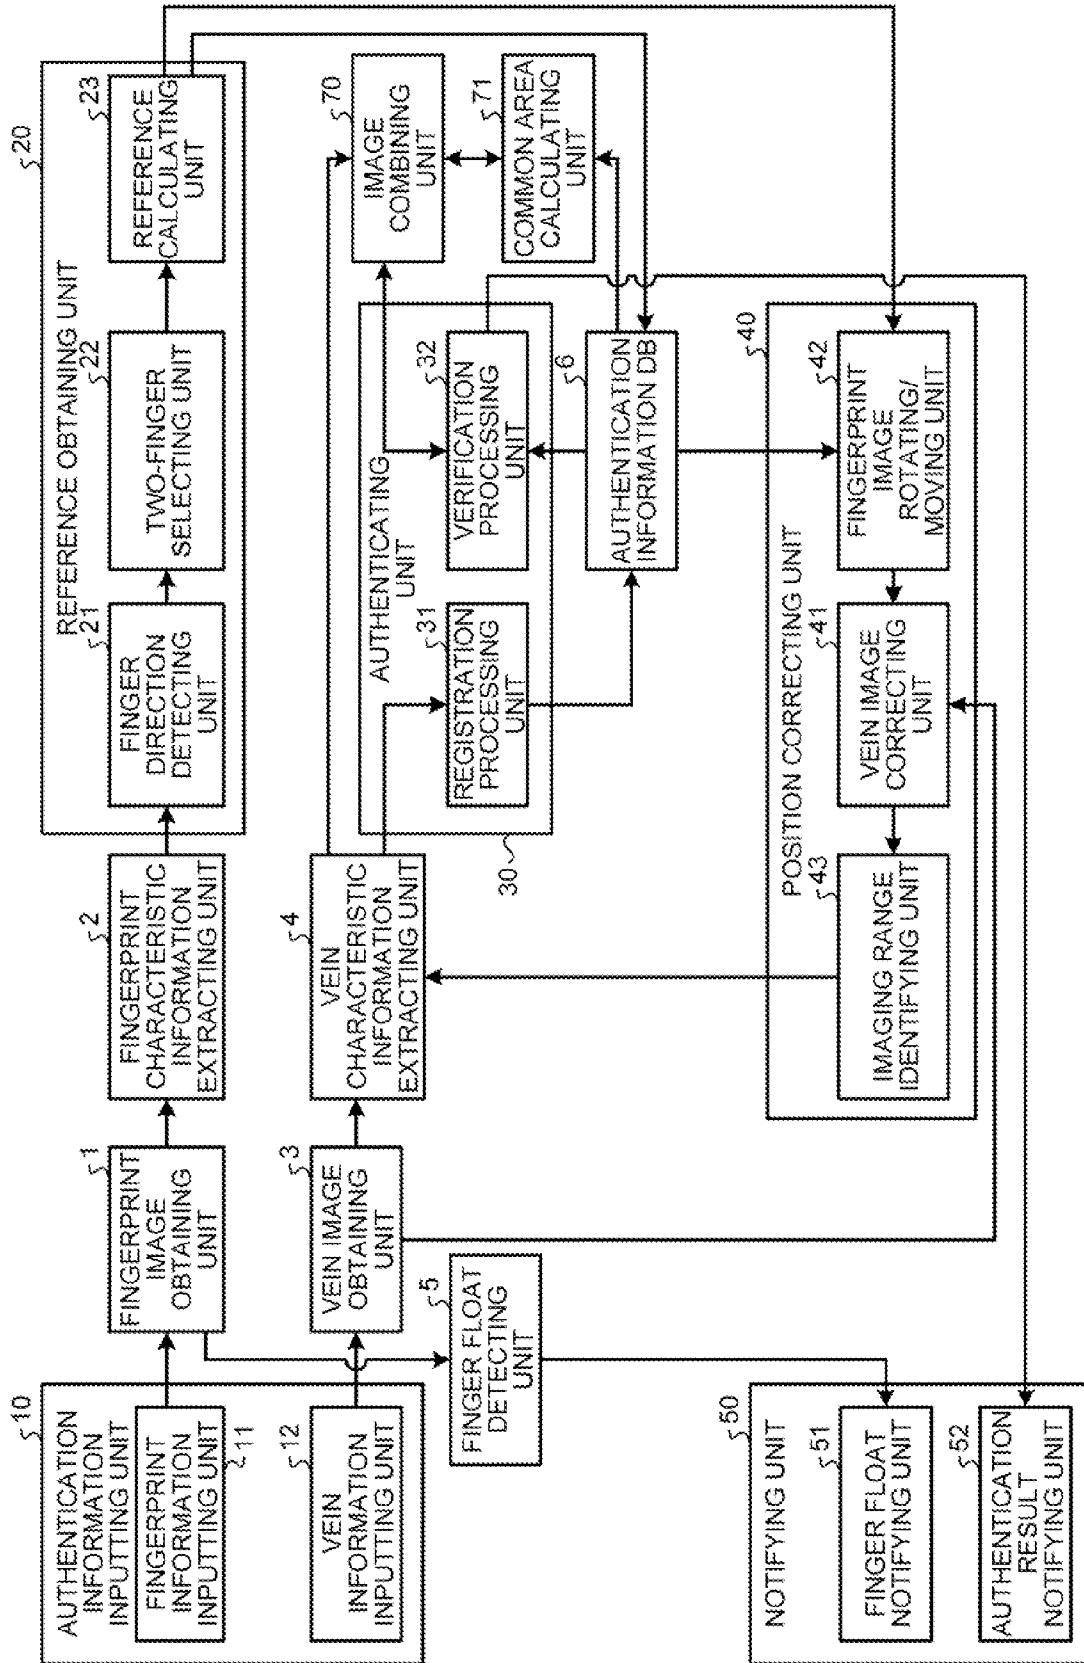 10
AUTHENTICATION
INFORMATION
INPUTTING UNIT
FINGERPRINT
INFORMATION
INPUTTING UNIT
11
12
VEIN
INFORMATION
INPUTTING UNIT
1
FINGERPRINT
IMAGE
OBTAINING
UNIT
2
FINGERPRINT
CHARACTERISTIC
INFORMATION
EXTRACTING UNIT
20
REFERENCE OBTAINING UNIT
21
FINGER
DIRECTION
DETECTING
UNIT
22
TWO-FINGER
SELECTING UNIT
23
REFERENCE
CALCULATING
UNIT
3
VEIN IMAGE
OBTAINING
UNIT
4
VEIN
CHARACTERISTIC
INFORMATION
EXTRACTING UNIT
30
AUTHENTICATING
UNIT
31
REGISTRATION
PROCESSING
UNIT
32
VERIFICATION
PROCESSING
UNIT
70
IMAGE
COMBINING
UNIT
71
COMMON AREA
CALCULATING
UNIT
5
FINGER FLOAT
DETECTING
UNIT
6
AUTHENTICATION
INFORMATION DB
40
POSITION CORRECTING UNIT
43
IMAGING RANGE
IDENTIFYING UNIT
41
VEIN IMAGE
CORRECTING
UNIT
42
FINGERPRINT
IMAGE
ROTATING/
MOVING UNIT
50
NOTIFYING UNIT
51
FINGER FLOAT
NOTIFYING UNIT
52
AUTHENTICATION
RESULT
NOTIFYING UNIT